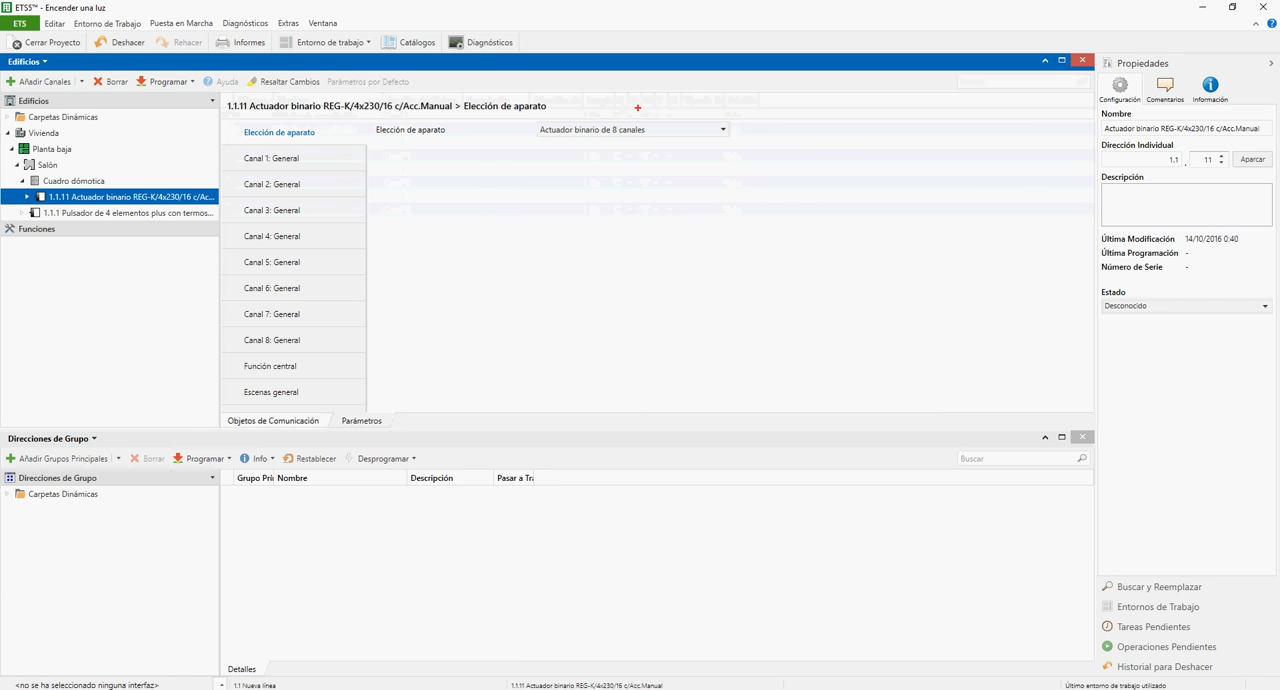 ETS5™ - Encender una luz
ETS Editar Entorno de Trabajo Puesta en Marcha Diagnósticos Extras Ventana
Cerrar Proyecto Deshacer Rehacer Informes Entorno de trabajo Catálogos Diagnósticos
Edificios
Añadir Canales Borrar Programar Ayuda Resaltar Cambios Parámetros por Defecto
Edificios
Carpetas Dinámicas
Vivienda
Planta baja
Salón
Cuadro domótica
1.1.11 Actuador binario REG-K/4x230/16 c/Ac...
1.1.1 Pulsador de 4 elementos plus con termos...
Funciones
1.1.11 Actuador binario REG-K/4x230/16 c/Acc.Manual > Elección de aparato
Elección de aparato
Canal 1: General
Canal 2: General
Canal 3: General
Canal 4: General
Canal 5: General
Canal 6: General
Canal 7: General
Canal 8: General
Función central
Escenas general
Elección de aparato Actuador binario de 8 canales
Objetos de Comunicación Parámetros
Direcciones de Grupo
Añadir Grupos Principales Borrar Programar Info Restablecer Desprogramar Buscar
Direcciones de Grupo
Carpetas Dinámicas
Grupo Pri Nombre Descripción Pasar a Tra
Detalles
Propiedades
Configuración Comentarios Información
Nombre
Actuador binario REG-K/4x230/16 c/Acc.Manual
Dirección Individual
1.1 . 11 Aparcar
Descripción
Última Modificación 14/10/2016 0:40
Última Programación -
Número de Serie -
Estado
Desconocido
Buscar y Reemplazar
Entornos de Trabajo
Tareas Pendientes
Operaciones Pendientes
Historial para Deshacer
<no se ha seleccionado ninguna interfaz> 1.1 Nueva línea 1.1.11 Actuador binario REG-K/4x230/16 c/Acc.Manual Último entorno de trabajo utilizado